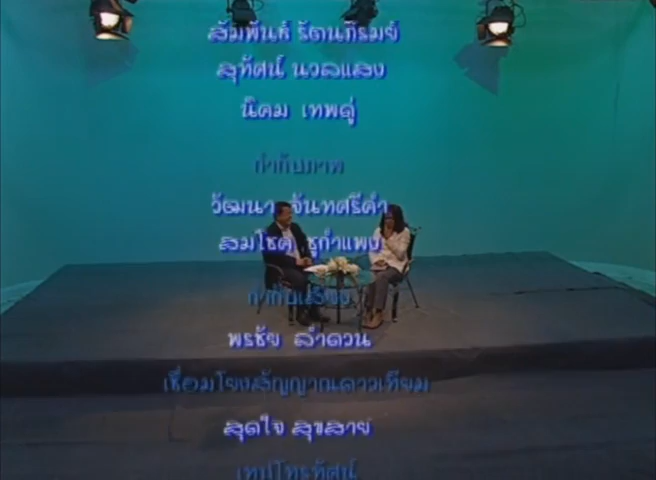 สัมพันธ์ รัตนภิรมย์
สุทัศน์ นวลแสง
นิคม เทพดู่
กำกับภาพ
วัฒนา จันทศรีคำ
สมโชค ชูกำแพง
กำกับเสียง
พรชัย ลำดวน
เชื่อมโยงสัญญาณดาวเทียม
สุดใจ สุขสาย
เทปโทรทัศน์